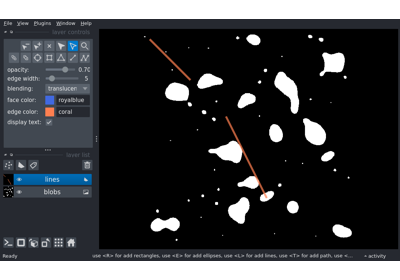 File View Plugins Window Help
layer controls
opacity: 0.70
edge width: 5
blending: translucen
face color: royalblue
edge color: coral
display text:
layer list
lines
blobs
Ready use <R> for add rectangles, use <E> for add ellipses, use <L> for add lines, use <T> for add path, use <... activity